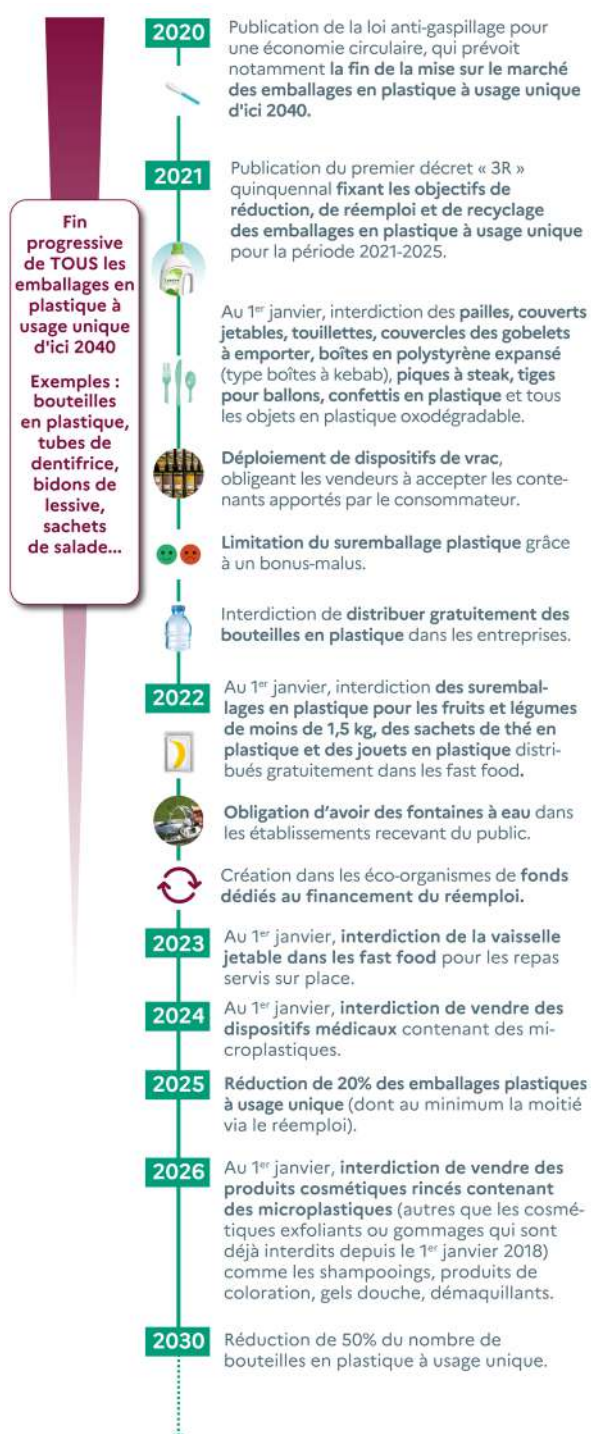 2020
Publication de la loi anti-gaspillage pour
une économie circulaire, qui prévoit
notamment la fin de la mise sur le marché
des emballages en plastique à usage unique
d'ici 2040.
2021
Publication du premier décret « 3R »
quinquennal fixant les objectifs de
réduction, de réemploi et de recyclage
des emballages en plastique à usage unique
pour la période 2021-2025.
Fin
progressive
de TOUS les
emballages en
plastique à
usage unique
d'ici 2040
Exemples :
bouteilles
en plastique,
tubes de
dentifrice,
bidons de
lessive,
sachets
de salade...
Au 1er janvier, interdiction des pailles, couverts
jetables, touillettes, couvercles des gobelets
à emporter, boîtes en polystyrène expansé
(type boîtes à kebab), piques à steak, tiges
pour ballons, confettis en plastique et tous
les objets en plastique oxodégradable.
Déploiement de dispositifs de vrac,
obligeant les vendeurs à accepter les conte-
nants apportés par le consommateur.
Limitation du suremballage plastique grâce
à un bonus-malus.
Interdiction de distribuer gratuitement des
bouteilles en plastique dans les entreprises.
2022
Au 1er janvier, interdiction des surembal-
lages en plastique pour les fruits et légumes
de moins de 1,5 kg, des sachets de thé en
plastique et des jouets en plastique distri-
bués gratuitement dans les fast food.
Obligation d'avoir des fontaines à eau dans
les établissements recevant du public.
Création dans les éco-organismes de fonds
dédiés au financement du réemploi.
2023
Au 1er janvier, interdiction de la vaisselle
jetable dans les fast food pour les repas
servis sur place.
2024
Au 1er janvier, interdiction de vendre des
dispositifs médicaux contenant des mi-
croplastiques.
2025
Réduction de 20% des emballages plastiques
à usage unique (dont au minimum la moitié
via le réemploi).
2026
Au 1er janvier, interdiction de vendre des
produits cosmétiques rincés contenant
des microplastiques (autres que les cosmé-
tiques exfoliants ou gommages qui sont
déjà interdits depuis le 1er janvier 2018)
comme les shampooings, produits de
coloration, gels douche, démaquillants.
2030
Réduction de 50% du nombre de
bouteilles en plastique à usage unique.